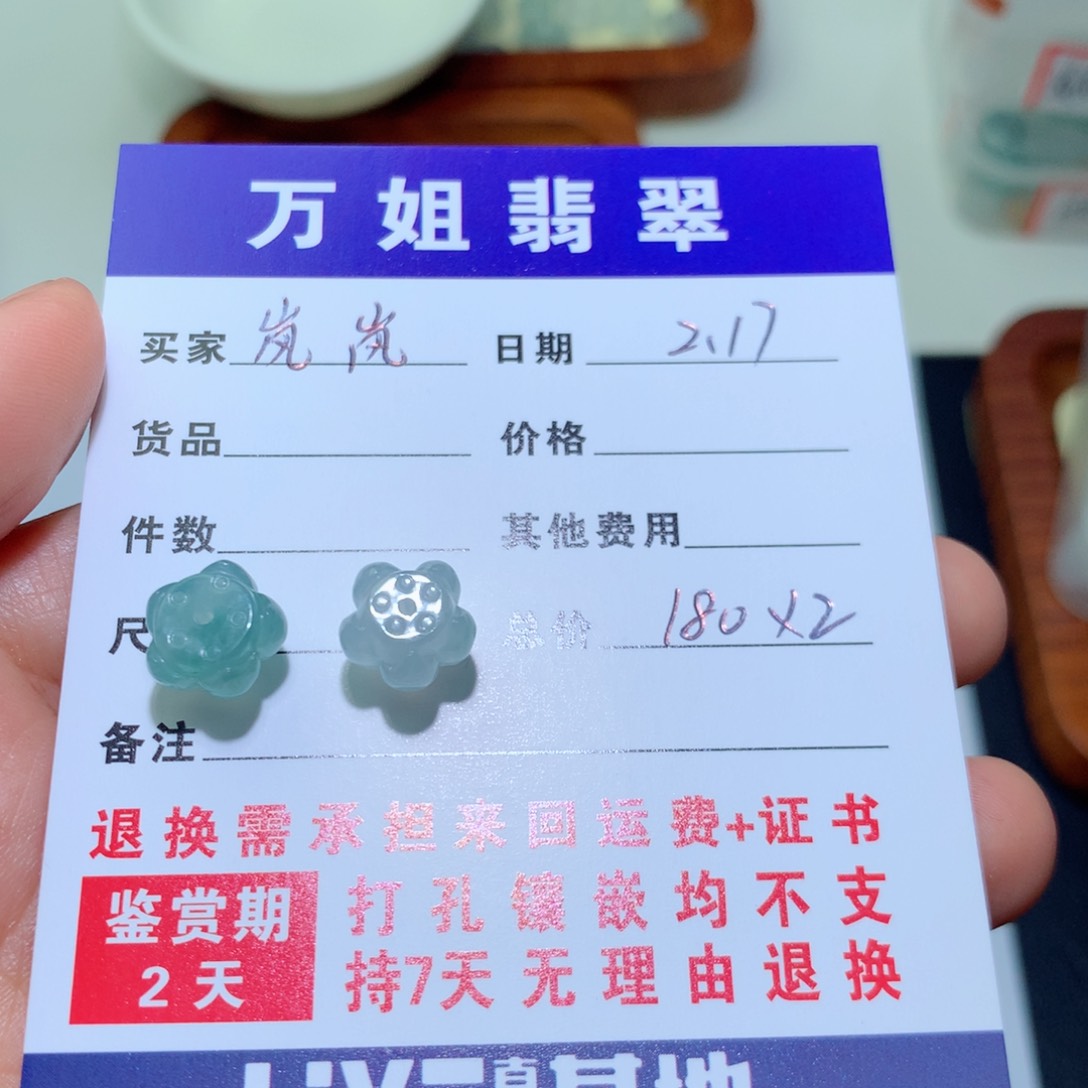 万姐翡翠
买家 岚岚 日期 2.17
货品 价格
件数 其他费用
尺 总价 180×2
备注
退换需承担来回运费+证书
鉴赏期 打孔镶嵌均不支
2天 持7天无理由退换
基地